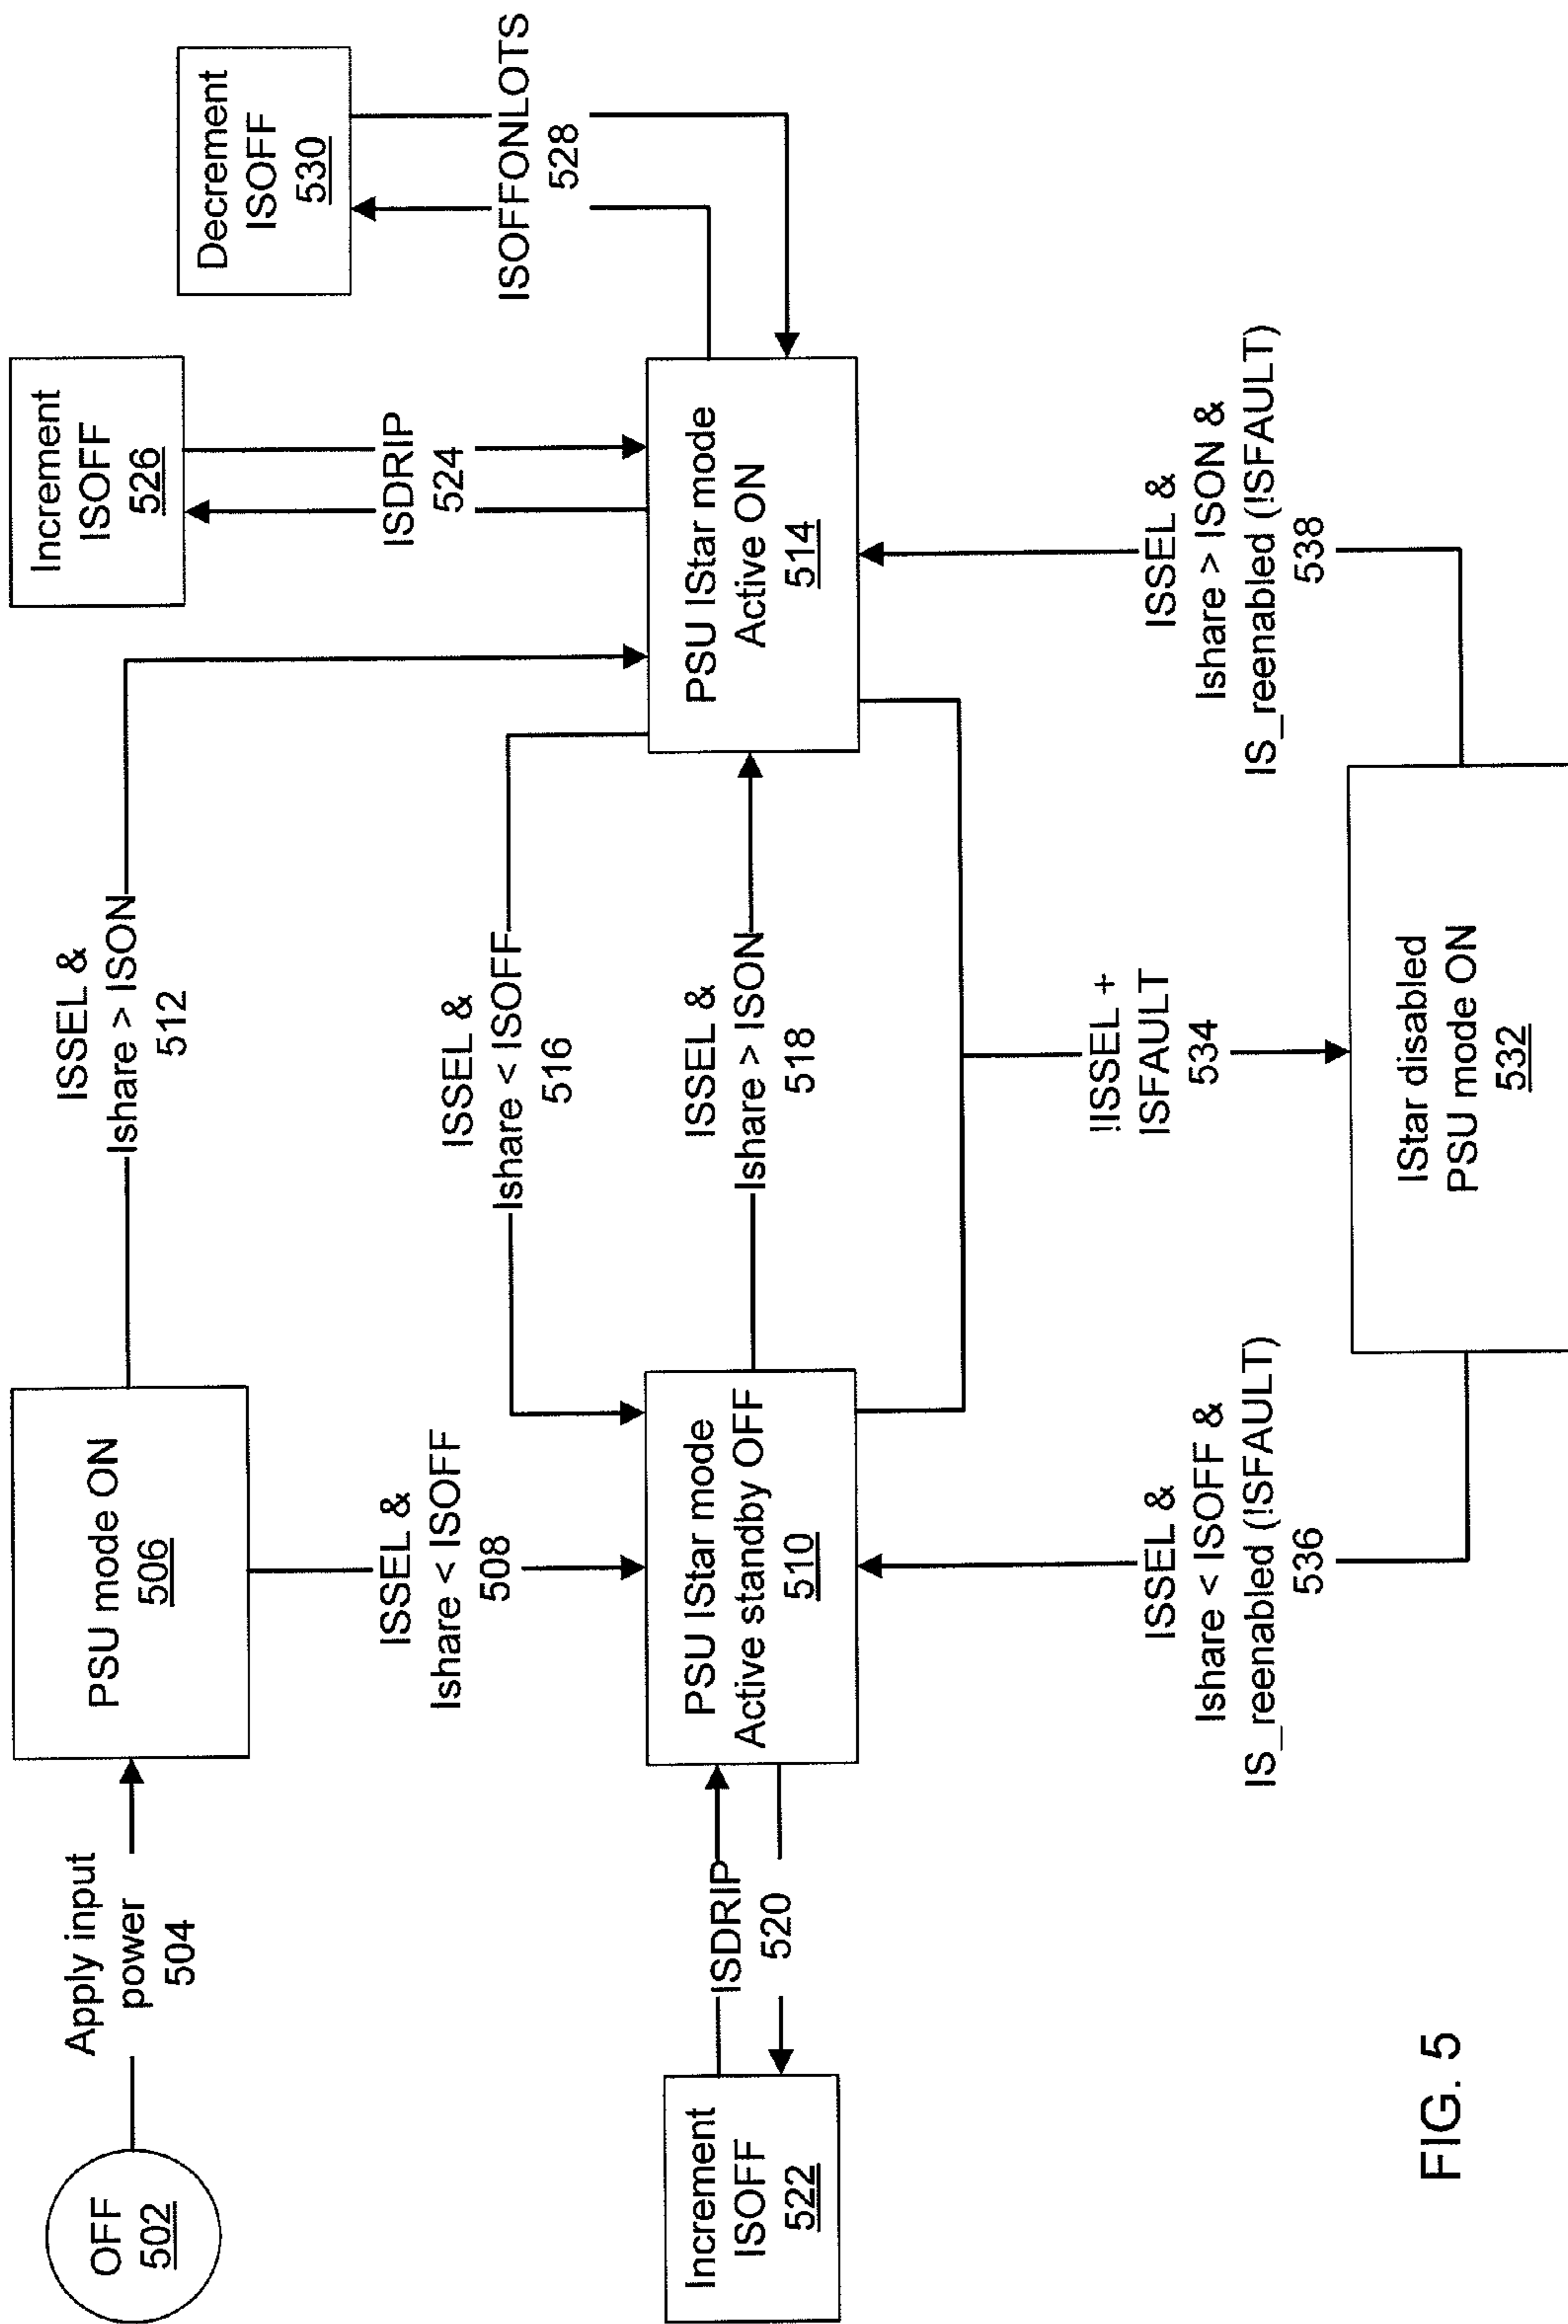 OFF
502
Apply input
power
504
PSU mode ON
506
ISSEL &
Ishare > ISON
512
Increment
ISOFF
526
Decrement
ISOFF
530
ISSEL &
Ishare < ISOFF
508
ISSEL &
Ishare < ISOFF
516
ISDRIP
524
ISOFFONLOTS
528
Increment
ISOFF
522
ISDRIP
520
PSU IStar mode
Active standby OFF
510
ISSEL &
Ishare > ISON
518
PSU IStar mode
Active ON
514
ISSEL &
Ishare < ISOFF &
IS_reenabled (!ISFAULT)
536
!ISSEL +
ISFAULT
534
ISSEL &
Ishare > ISON &
IS_reenabled (!ISFAULT)
538
IStar disabled
PSU mode ON
532
FIG. 5